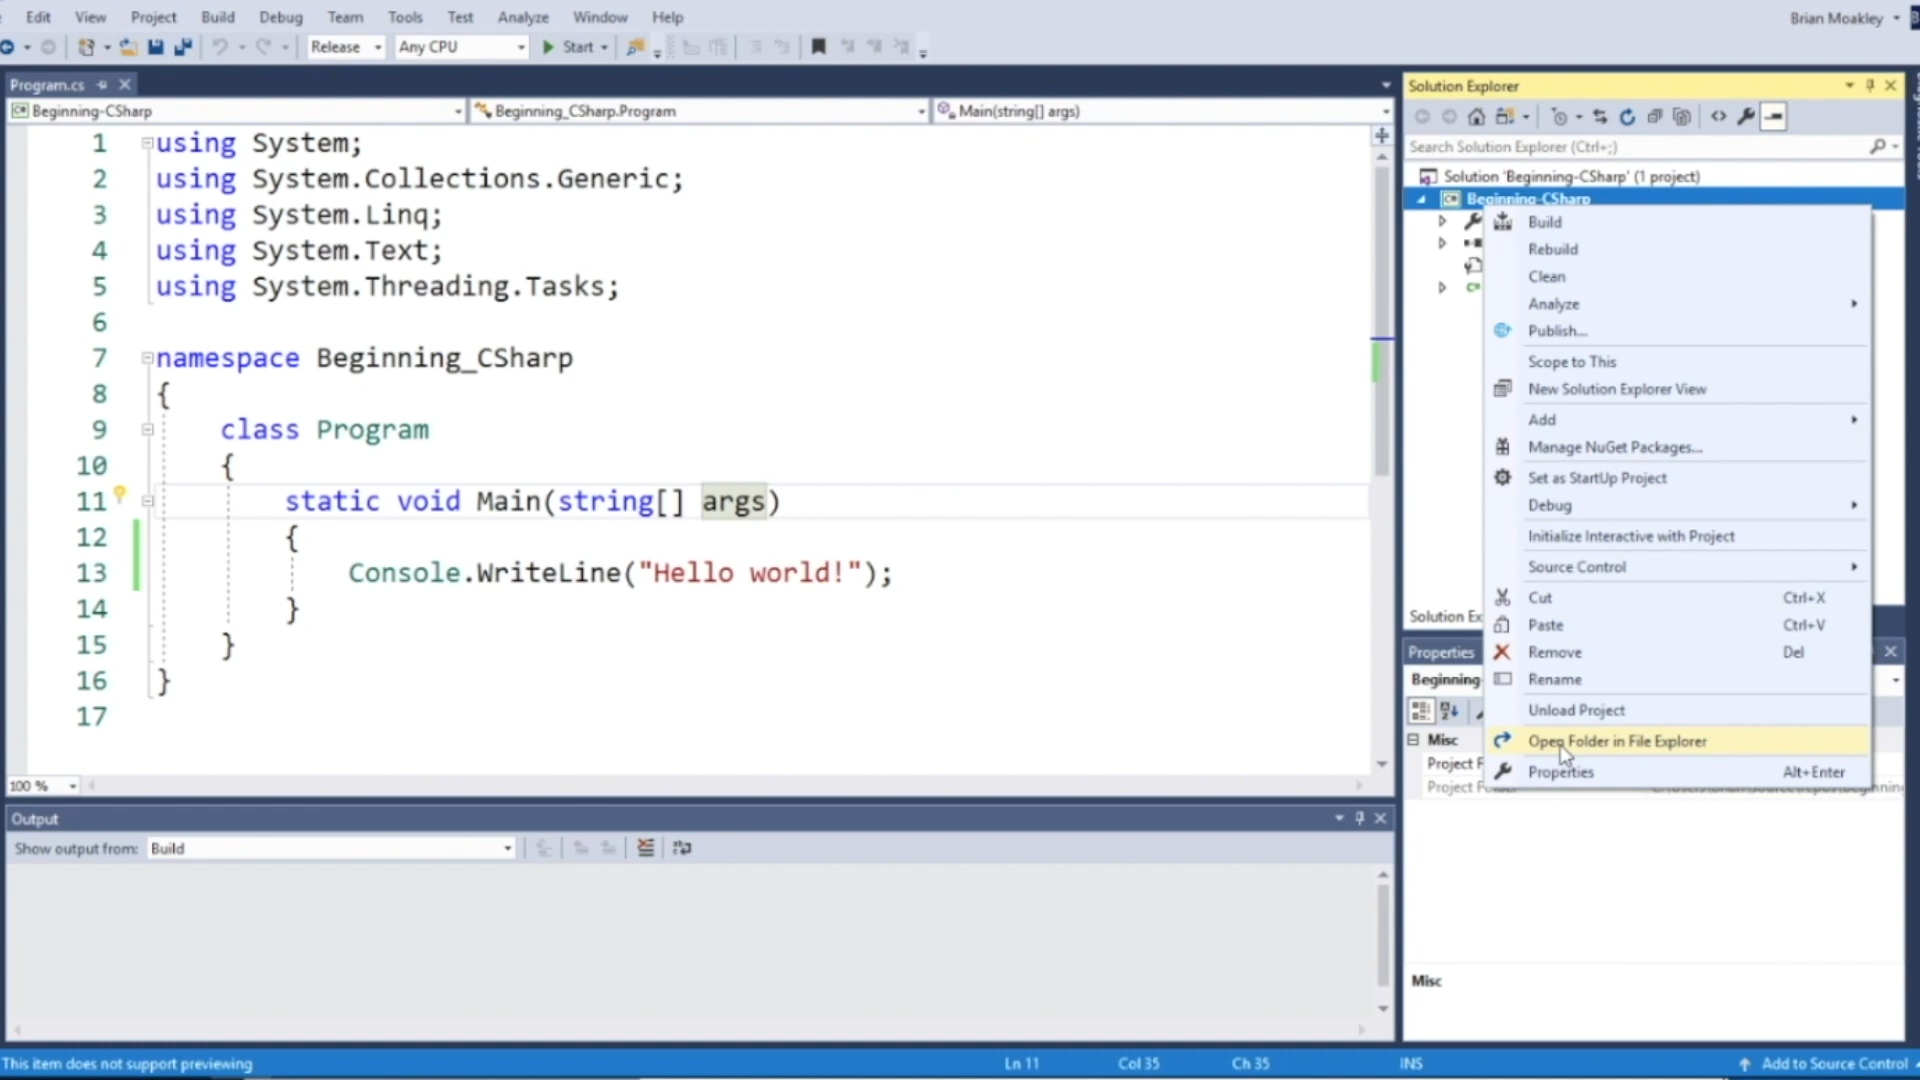 Edit View Project Build Debug Team Tools Test Analyze Window Help Brian Moakley
Release Any CPU Start
Program.cs
Beginning-CSharp Beginning_CSharp.Program Main(string[] args)
1 using System;
2 using System.Collections.Generic;
3 using System.Linq;
4 using System.Text;
5 using System.Threading.Tasks;
6
7 namespace Beginning_CSharp
8 {
9 class Program
10 {
11 static void Main(string[] args)
12 {
13 Console.WriteLine("Hello world!");
14 }
15 }
16 }
17
100 %
Output
Show output from: Build
Solution Explorer
Search Solution Explorer (Ctrl+;)
Solution 'Beginning-CSharp' (1 project)
Beginning-CSharp
Build
Rebuild
Clean
Analyze
Publish...
Scope to This
New Solution Explorer View
Add
Manage NuGet Packages...
Set as StartUp Project
Debug
Initialize Interactive with Project
Source Control
Cut Ctrl+X
Paste Ctrl+V
Remove Del
Rename
Unload Project
Open Folder in File Explorer
Properties Alt+Enter
Solution Ex
Properties
Beginning-
Misc
Project F
Project
Misc
This item does not support previewing Ln 11 Col 35 Ch 35 INS Add to Source Control